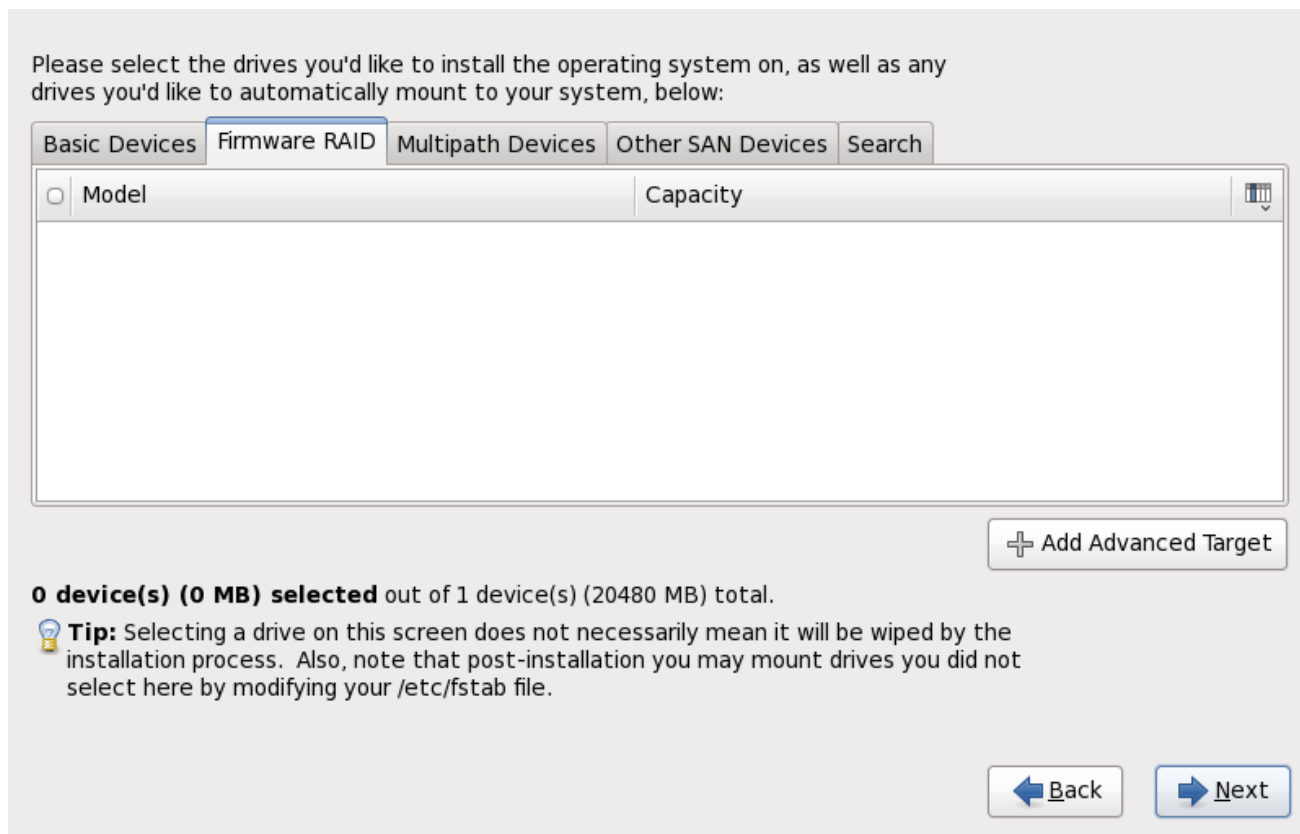 Please select the drives you'd like to install the operating system on, as well as any
drives you'd like to automatically mount to your system, below:
Basic Devices Firmware RAID Multipath Devices Other SAN Devices Search
Model Capacity
Add Advanced Target
0 device(s) (0 MB) selected out of 1 device(s) (20480 MB) total.
Tip: Selecting a drive on this screen does not necessarily mean it will be wiped by the
installation process.  Also, note that post-installation you may mount drives you did not
select here by modifying your /etc/fstab file.
Back Next